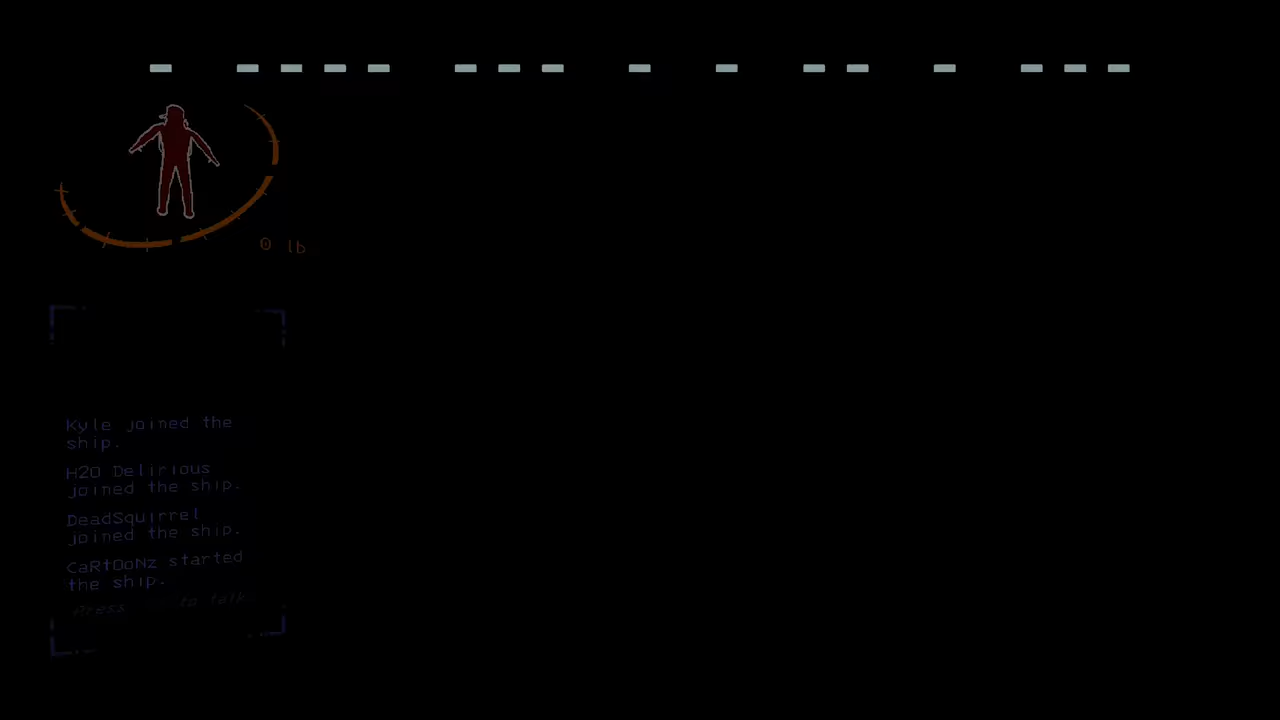 0 lb
Kyle joined the
ship.
H2O Delirious
joined the ship.
DeadSquirrel
joined the ship.
CaRtOoNz started
the ship.
Press to talk